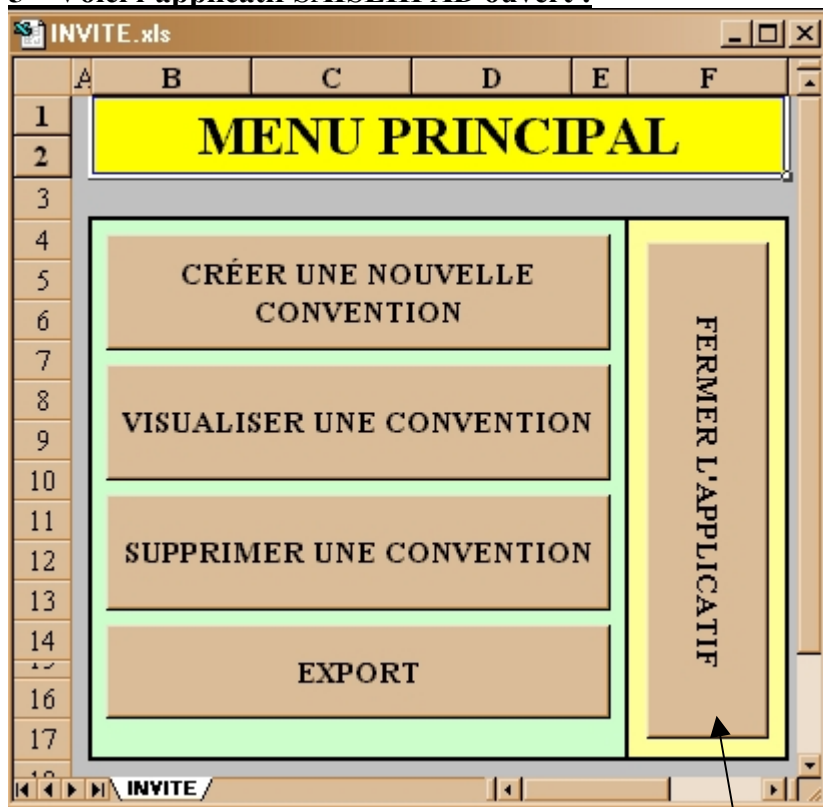 INVITE.xls
A B C D E F
1
MENU PRINCIPAL
2
3
4
CRÉER UNE NOUVELLE
5
CONVENTION
6
7
8
VISUALISER UNE CONVENTION
9
10
11
SUPPRIMER UNE CONVENTION
12
13
14
EXPORT
16
17
FERMER L'APPLICATIF
INVITE